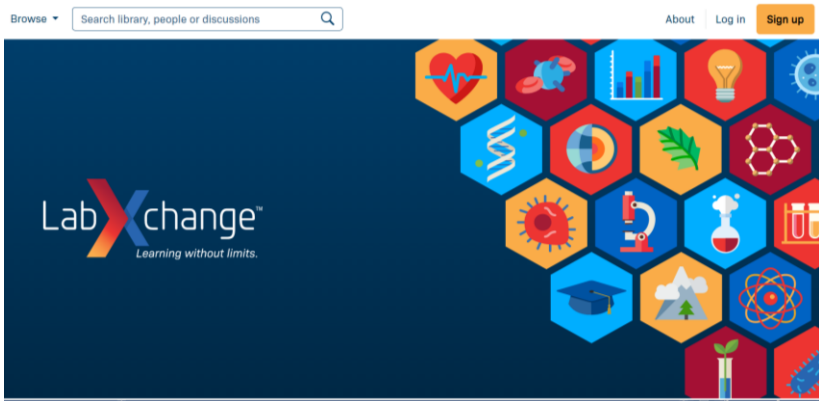 Browse
Search library, people or discussions
About
Log in
Sign up
LabXchange™
Learning without limits.